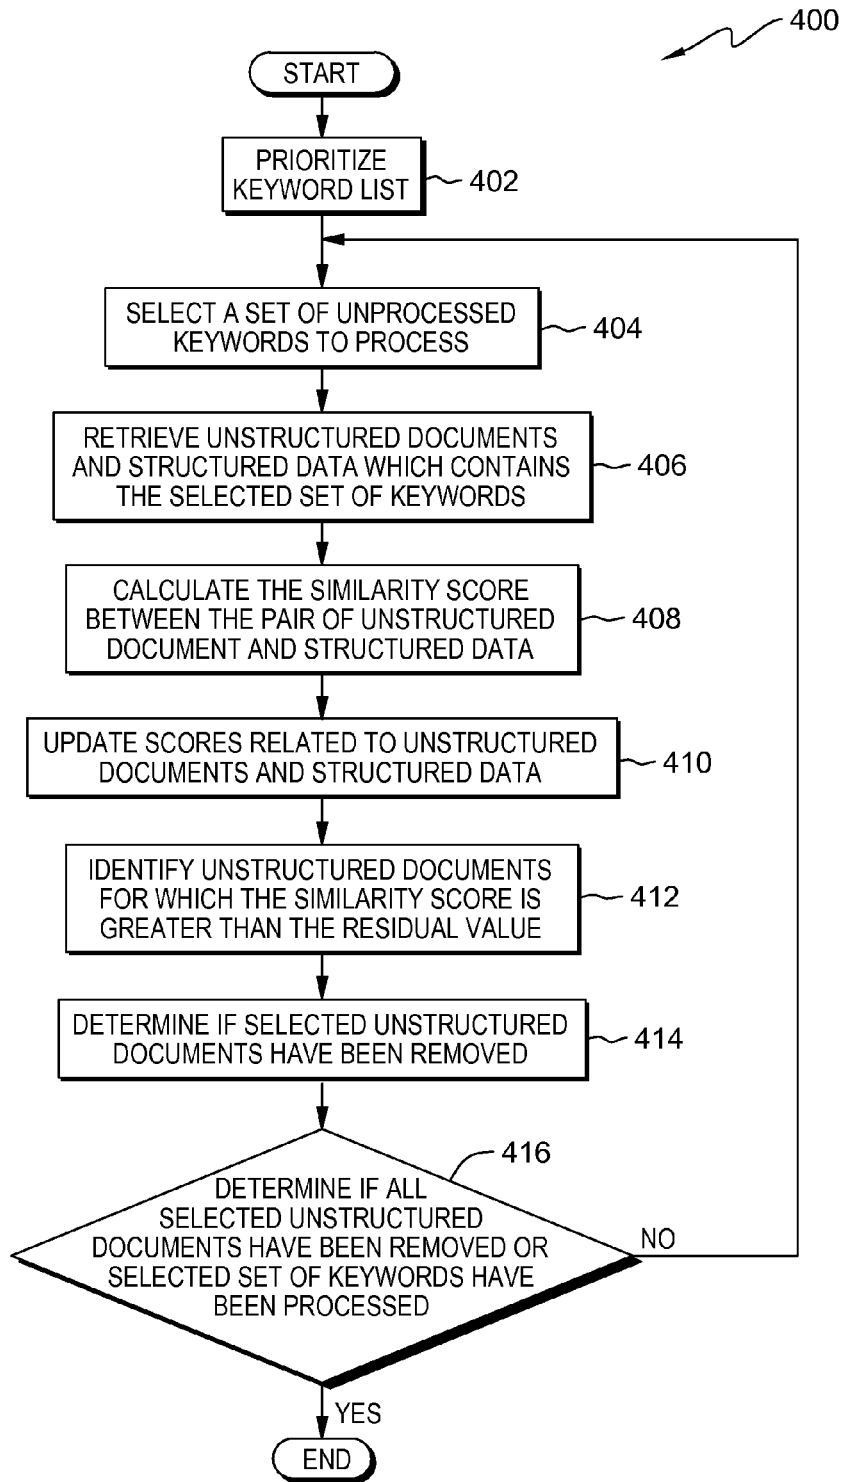 400
START
PRIORITIZE
KEYWORD LIST
402
SELECT A SET OF UNPROCESSED
KEYWORDS TO PROCESS
404
RETRIEVE UNSTRUCTURED DOCUMENTS
AND STRUCTURED DATA WHICH CONTAINS
THE SELECTED SET OF KEYWORDS
406
CALCULATE THE SIMILARITY SCORE
BETWEEN THE PAIR OF UNSTRUCTURED
DOCUMENT AND STRUCTURED DATA
408
UPDATE SCORES RELATED TO UNSTRUCTURED
DOCUMENTS AND STRUCTURED DATA
410
IDENTIFY UNSTRUCTURED DOCUMENTS
FOR WHICH THE SIMILARITY SCORE IS
GREATER THAN THE RESIDUAL VALUE
412
DETERMINE IF SELECTED UNSTRUCTURED
DOCUMENTS HAVE BEEN REMOVED
414
416
DETERMINE IF ALL
SELECTED UNSTRUCTURED
DOCUMENTS HAVE BEEN REMOVED OR
SELECTED SET OF KEYWORDS HAVE
BEEN PROCESSED
NO
YES
END